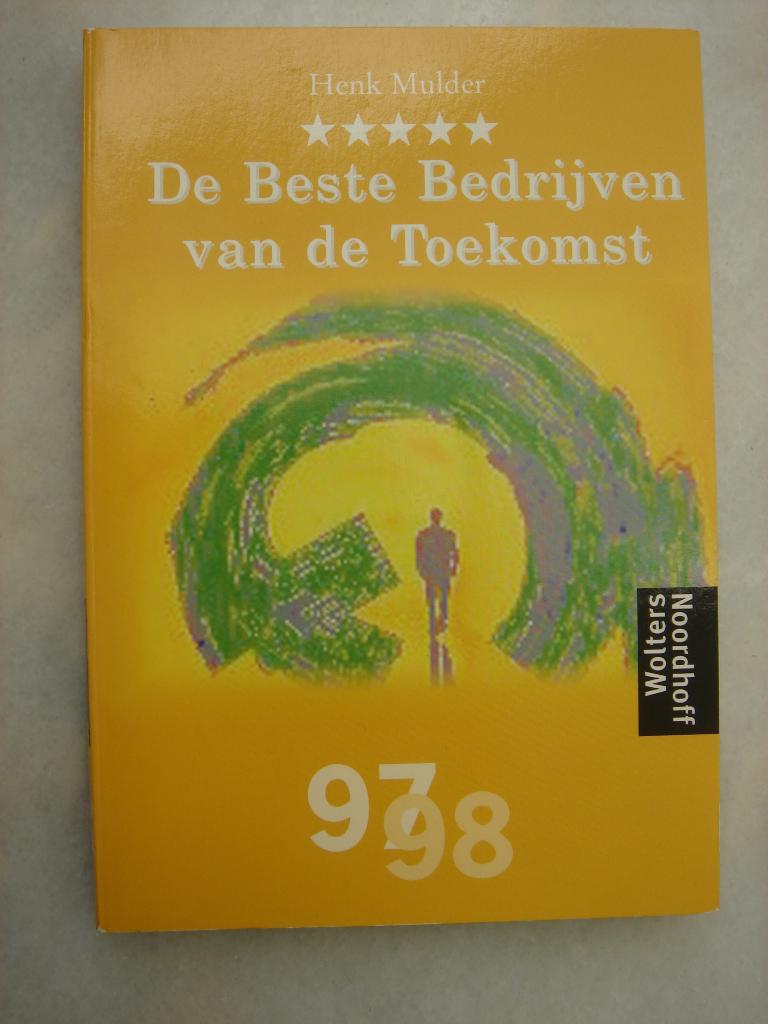 Henk Mulder
De Beste Bedrijven
van de Toekomst
Wolters
Noordhoff
97
98